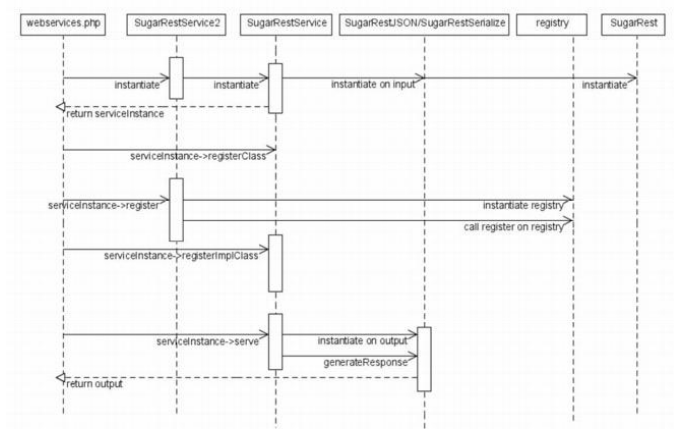 webservices.php
SugarRestService2
SugarRestService
SugarRestJSON/SugarRestSerialize
registry
SugarRest
instantiate
instantiate
instantiate on input
instantiate
return serviceInstance
serviceInstance->registerClass
serviceInstance->register
instantiate registry
call register on registry
serviceInstance->registerImplClass
serviceInstance->serve
instantiate on output
generateResponse
return output